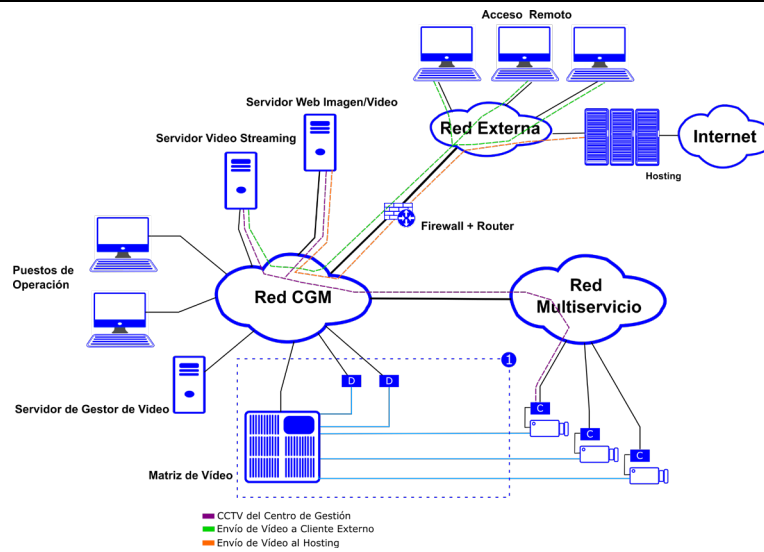 Acceso Remoto
Servidor Web Imagen/Video
Red Externa
Servidor Video Streaming
Internet
Hosting
Firewall + Router
Puestos de
Operación
Red CGM
Red
Multiservicio
1
D
D
Servidor de Gestor de Video
C
C
C
Matriz de Vídeo
CCTV del Centro de Gestión
Envío de Vídeo a Cliente Externo
Envío de Vídeo al Hosting